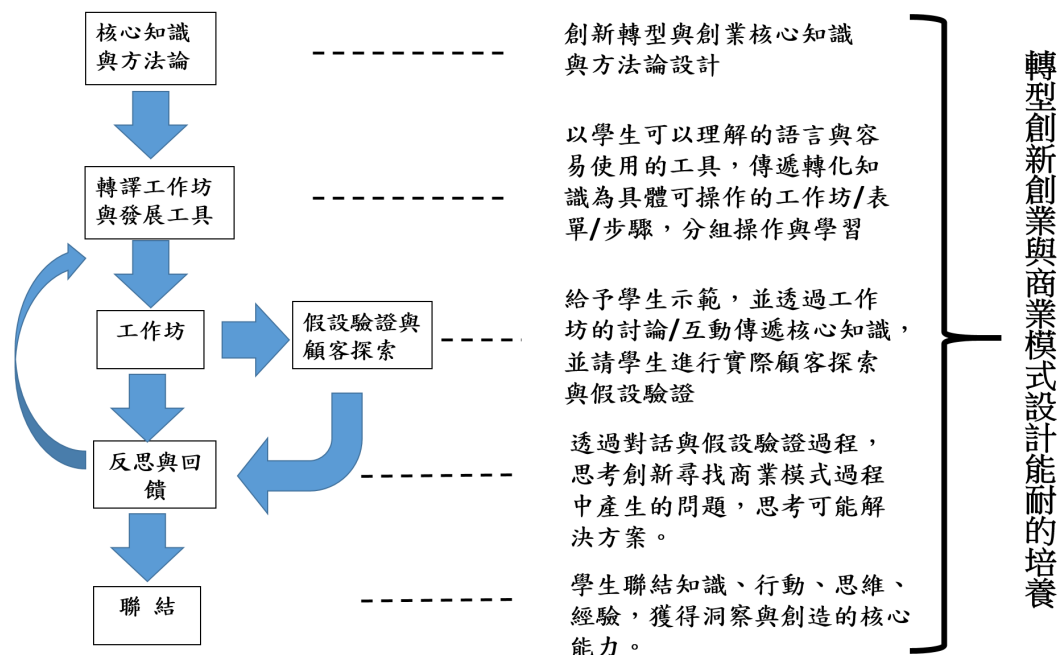 核心知識
與方法論
創新轉型與創業核心知識
與方法論設計
轉譯工作坊
與發展工具
以學生可以理解的語言與容
易使用的工具，傳遞轉化知
識為具體可操作的工作坊/表
單/步驟，分組操作與學習
工作坊
假設驗證與
顧客探索
給予學生示範，並透過工作
坊的討論/互動傳遞核心知識，
並請學生進行實際顧客探索
與假設驗證
反思與回
饋
透過對話與假設驗證過程，
思考創新尋找商業模式過程
中產生的問題，思考可能解
決方案。
聯 結
學生聯結知識、行動、思維、
經驗，獲得洞察與創造的核心
能力。
轉型創新創業與商業模式設計能耐的培養